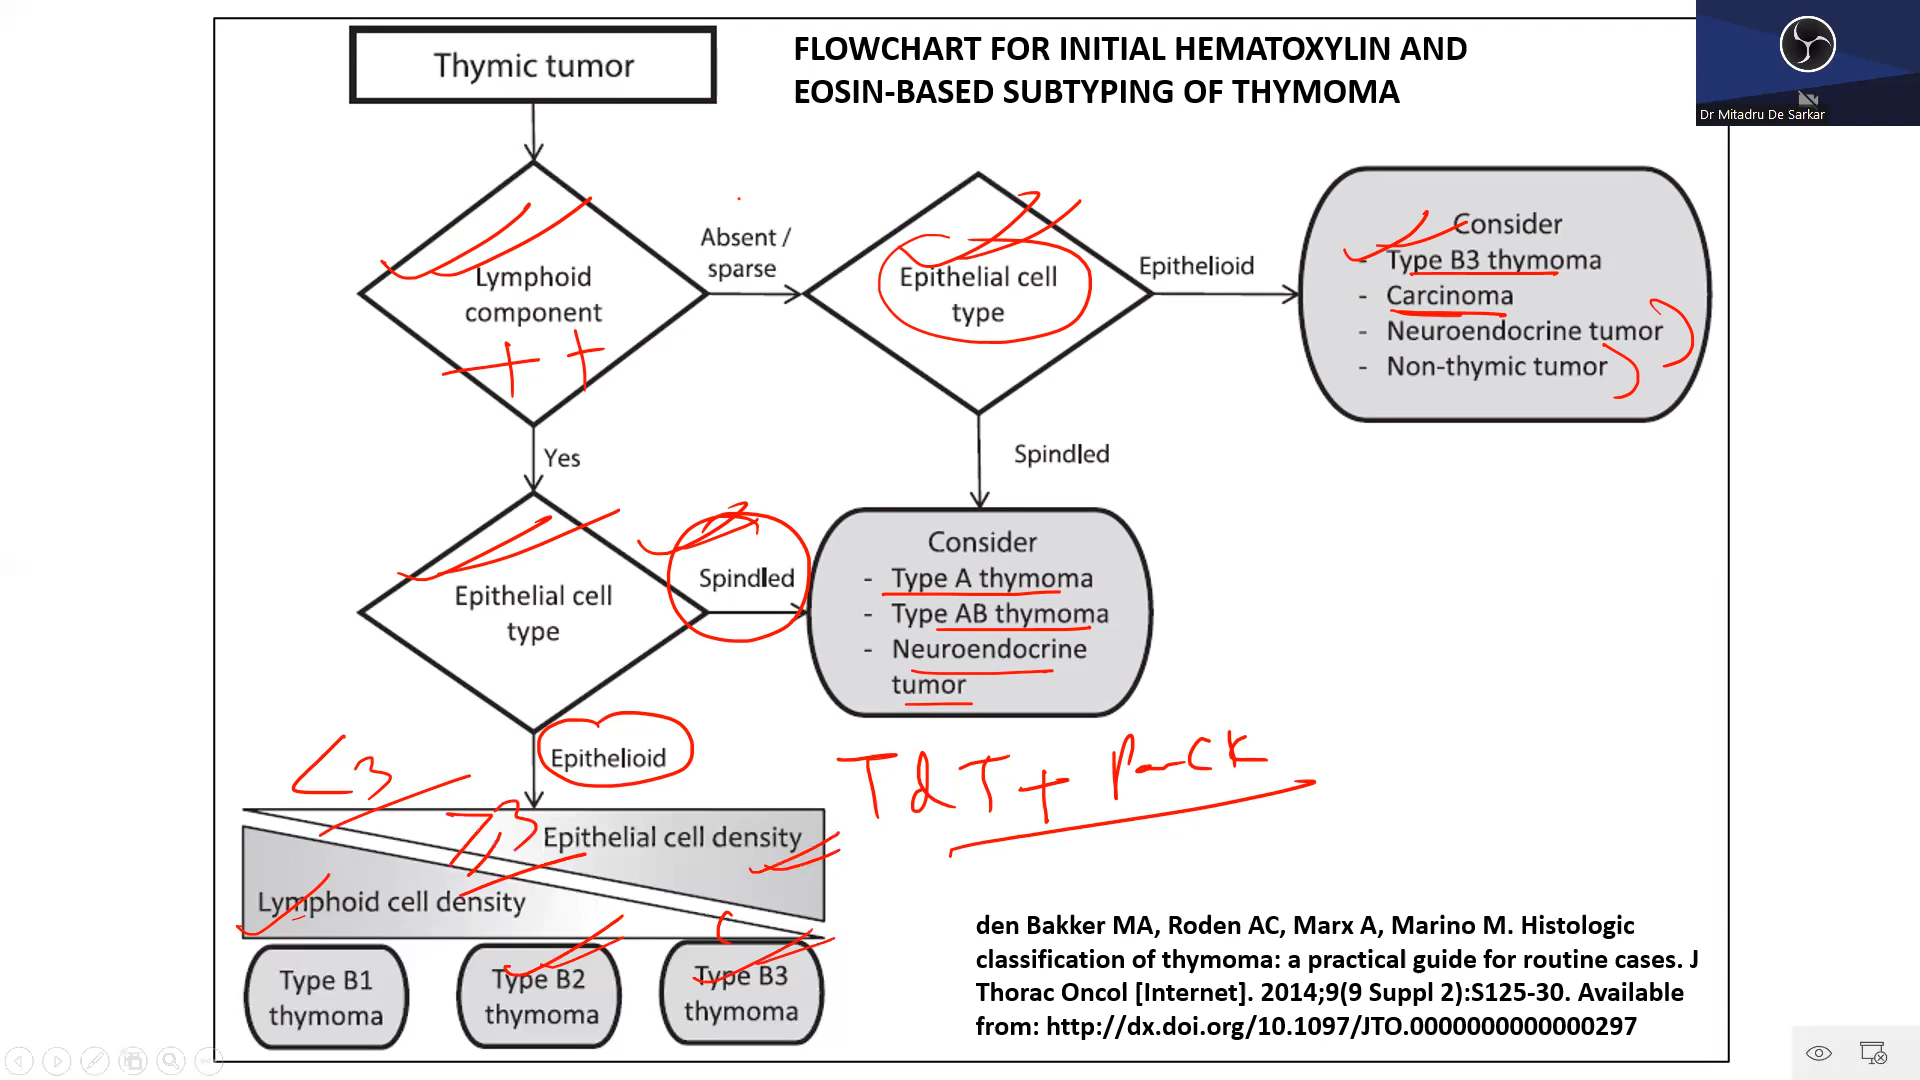 Thymic tumor
FLOWCHART FOR INITIAL HEMATOXYLIN AND
EOSIN-BASED SUBTYPING OF THYMOMA
Dr Mitadru De Sarkar
Lymphoid
component
++
Absent /
sparse
Epithelial cell
type
Epithelioid
Consider
- Type B3 thymoma
- Carcinoma
- Neuroendocrine tumor
- Non-thymic tumor
Yes
Spindled
Epithelial cell
type
Spindled
Consider
- Type A thymoma
- Type AB thymoma
- Neuroendocrine
tumor
Epithelioid
<3
TdT + PanCK
Epithelial cell density
Lymphoid cell density
Type B1
thymoma
Type B2
thymoma
Type B3
thymoma
den Bakker MA, Roden AC, Marx A, Marino M. Histologic
classification of thymoma: a practical guide for routine cases. J
Thorac Oncol [Internet]. 2014;9(9 Suppl 2):S125-30. Available
from: http://dx.doi.org/10.1097/JTO.0000000000000297